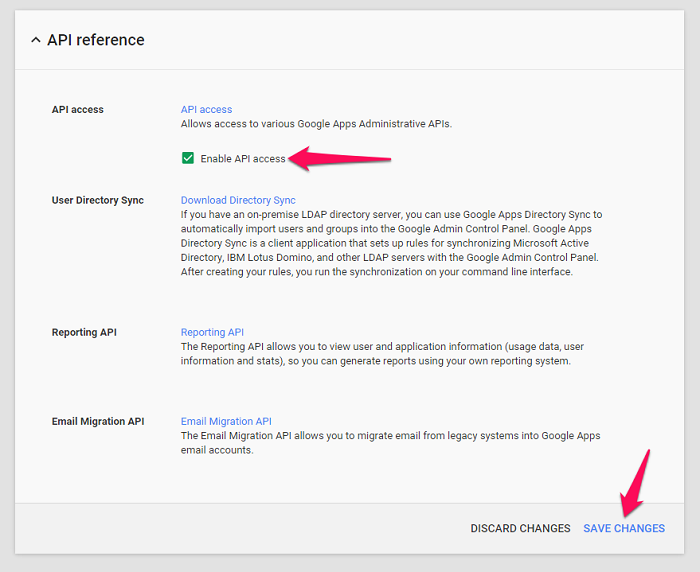 API reference
API access
API access
Allows access to various Google Apps Administrative APIs.
Enable API access
User Directory Sync
Download Directory Sync
If you have an on-premise LDAP directory server, you can use Google Apps Directory Sync to
automatically import users and groups into the Google Admin Control Panel. Google Apps
Directory Sync is a client application that sets up rules for synchronizing Microsoft Active
Directory, IBM Lotus Domino, and other LDAP servers with the Google Admin Control Panel.
After creating your rules, you run the synchronization on your command line interface.
Reporting API
Reporting API
The Reporting API allows you to view user and application information (usage data, user
information and stats), so you can generate reports using your own reporting system.
Email Migration API
Email Migration API
The Email Migration API allows you to migrate email from legacy systems into Google Apps
email accounts.
DISCARD CHANGES
SAVE CHANGES